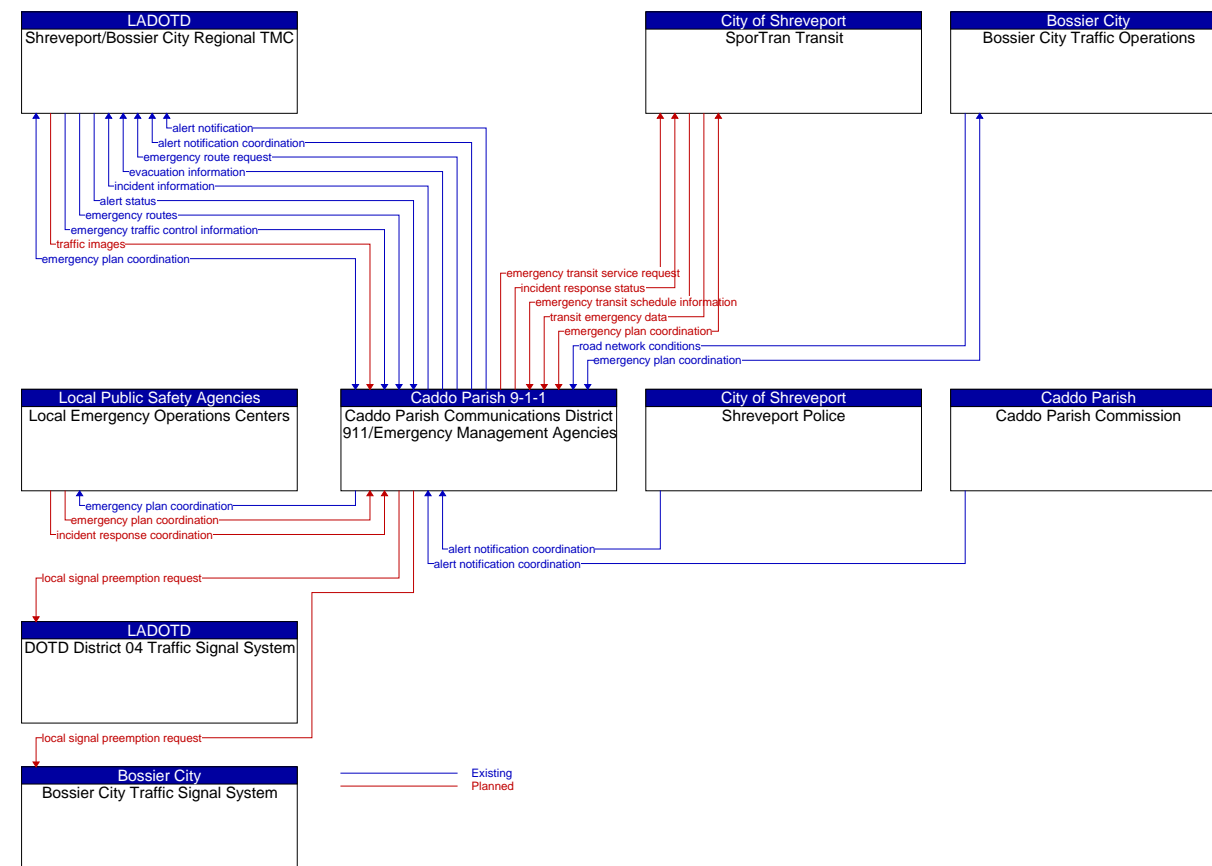 LADOTD
Shreveport/Bossier City Regional TMC
City of Shreveport
SporTran Transit
Bossier City
Bossier City Traffic Operations
alert notification
alert notification coordination
emergency route request
evacuation information
incident information
alert status
emergency routes
emergency traffic control information
traffic images
emergency plan coordination
emergency transit service request
incident response status
emergency transit schedule information
transit emergency data
emergency plan coordination
road network conditions
emergency plan coordination
Local Public Safety Agencies
Local Emergency Operations Centers
Caddo Parish 9-1-1
Caddo Parish Communications District
911/Emergency Management Agencies
City of Shreveport
Shreveport Police
Caddo Parish
Caddo Parish Commission
emergency plan coordination
emergency plan coordination
incident response coordination
alert notification coordination
alert notification coordination
local signal preemption request
LADOTD
DOTD District 04 Traffic Signal System
local signal preemption request
Bossier City
Bossier City Traffic Signal System
Existing
Planned